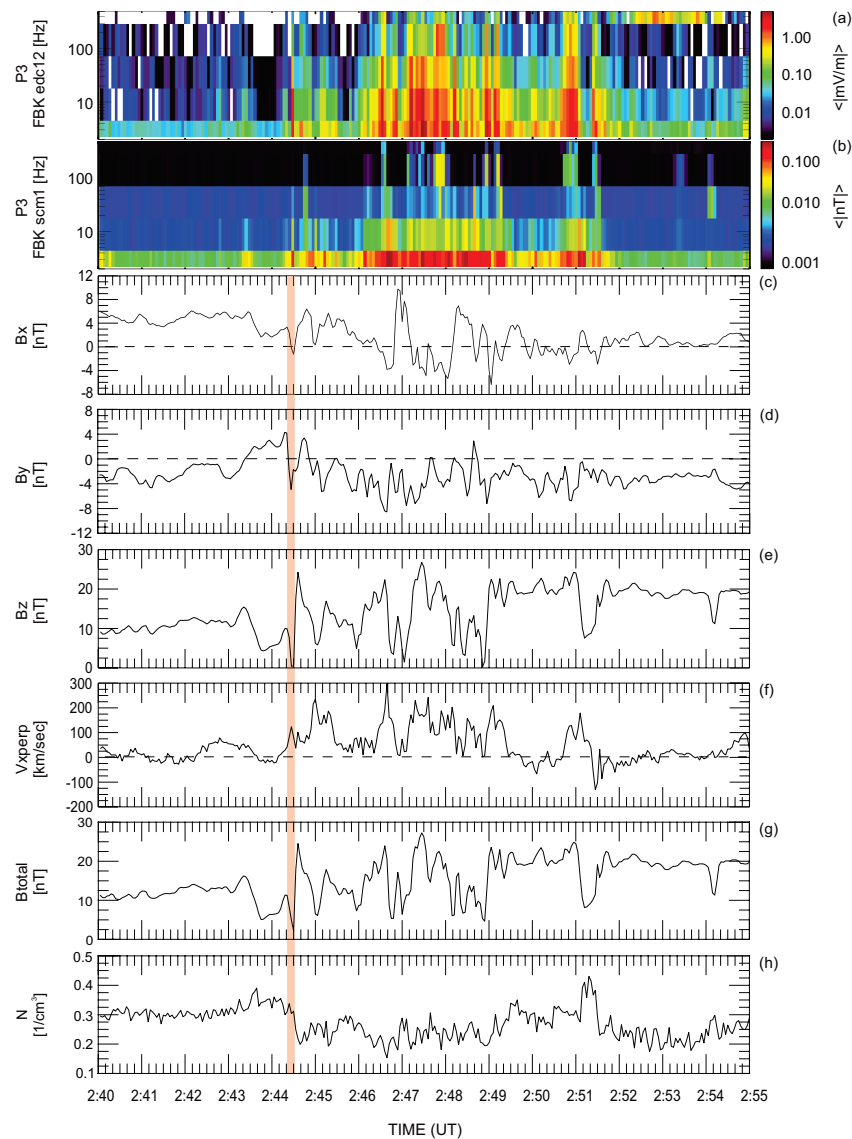 (a)
P3
FBK edc12 [Hz]
100
10
1.00
0.10
0.01
<|mV/m|>
(b)
P3
FBK scm1 [Hz]
100
10
0.100
0.010
0.001
<|nT|>
(c)
Bx
[nT]
12
8
4
0
-4
-8
(d)
By
[nT]
8
4
0
-4
-8
-12
(e)
Bz
[nT]
30
20
10
0
(f)
Vxperp
[km/sec]
300
200
100
0
-100
-200
(g)
Btotal
[nT]
30
20
10
0
(h)
N
[1/cm³]
0.5
0.4
0.3
0.2
0.1
2:40 2:41 2:42 2:43 2:44 2:45 2:46 2:47 2:48 2:49 2:50 2:51 2:52 2:53 2:54 2:55
TIME (UT)